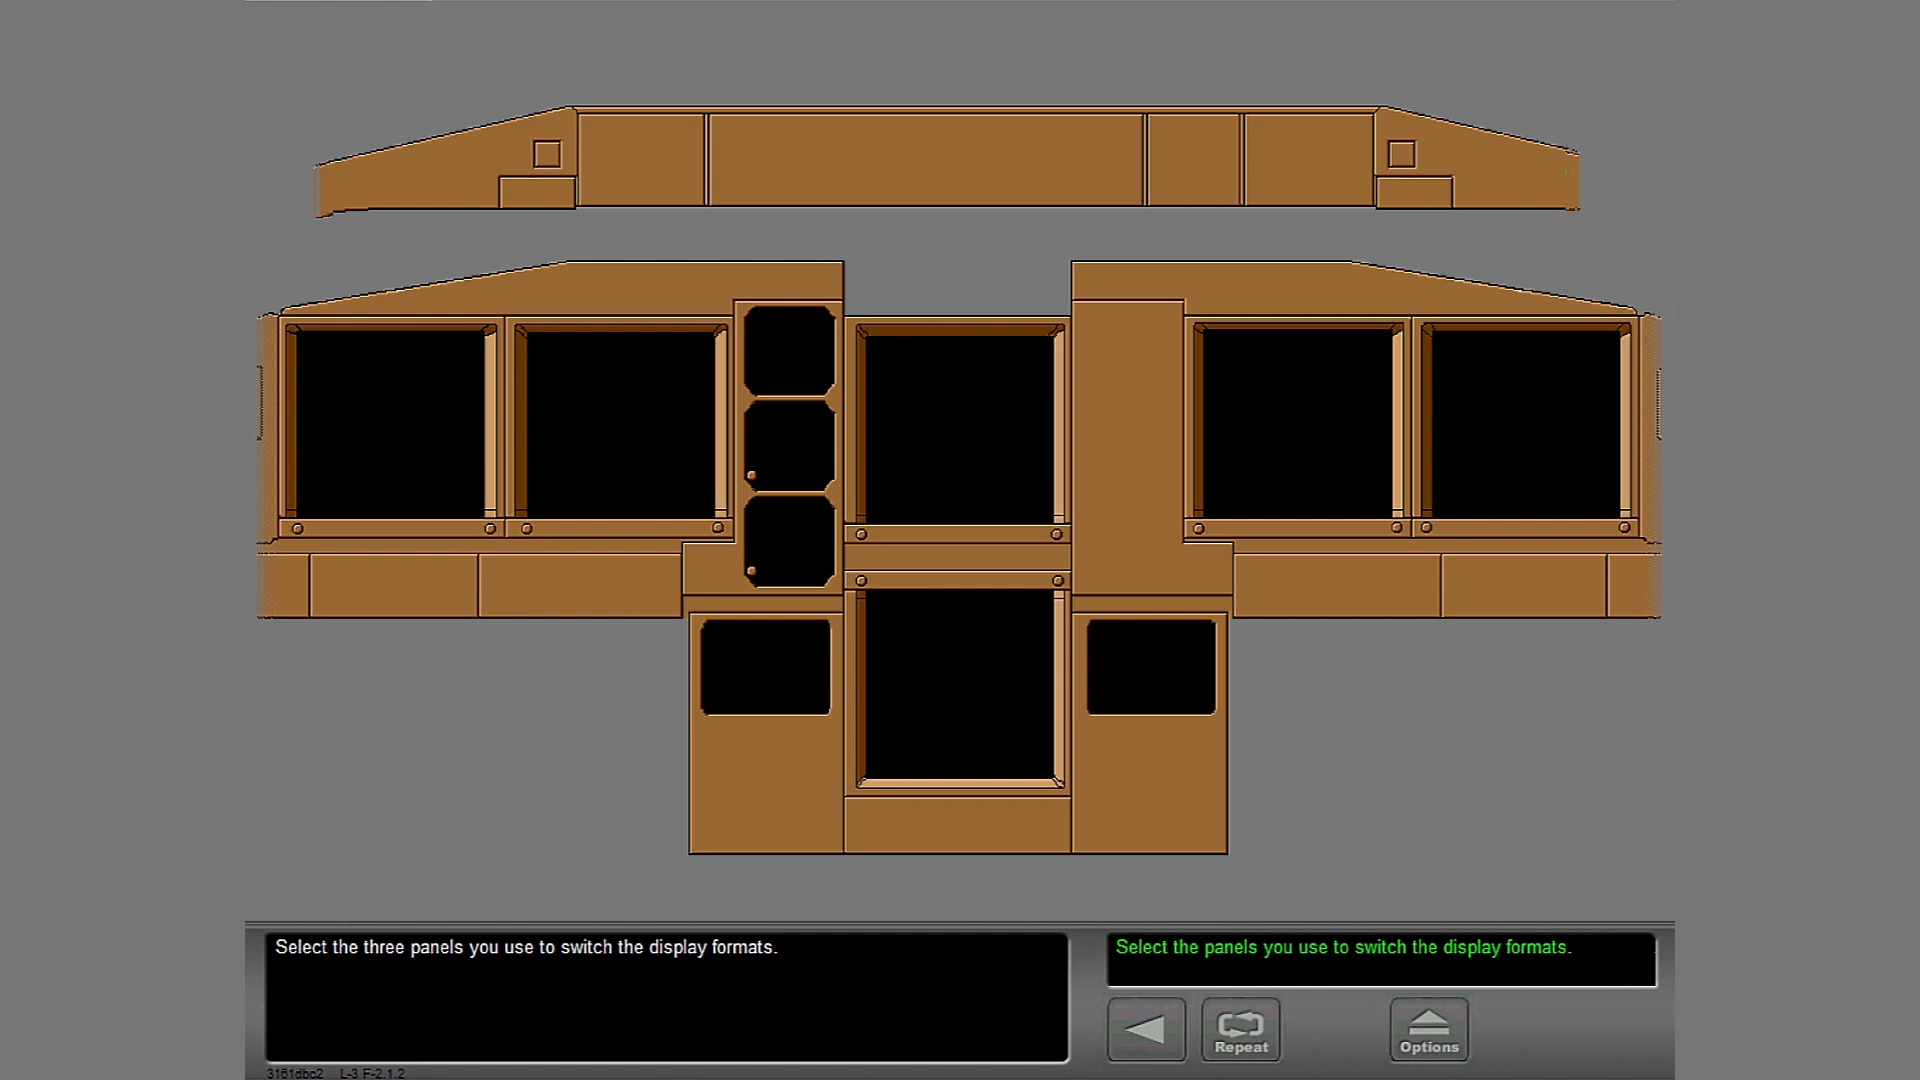 Select the three panels you use to switch the display formats.
Select the panels you use to switch the display formats.
Repeat
Options
3161dbc2 L-3 F-2.1.2